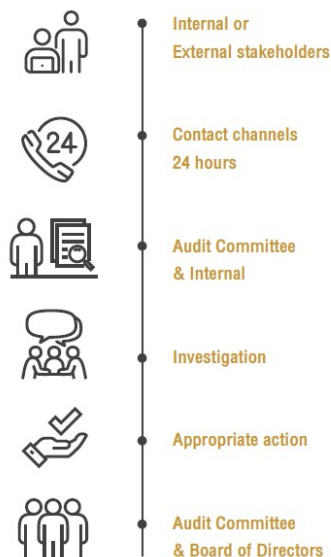 Internal or
External stakeholders
24
Contact channels
24 hours
Audit Committee
& Internal
Investigation
Appropriate action
Audit Committee
& Board of Directors